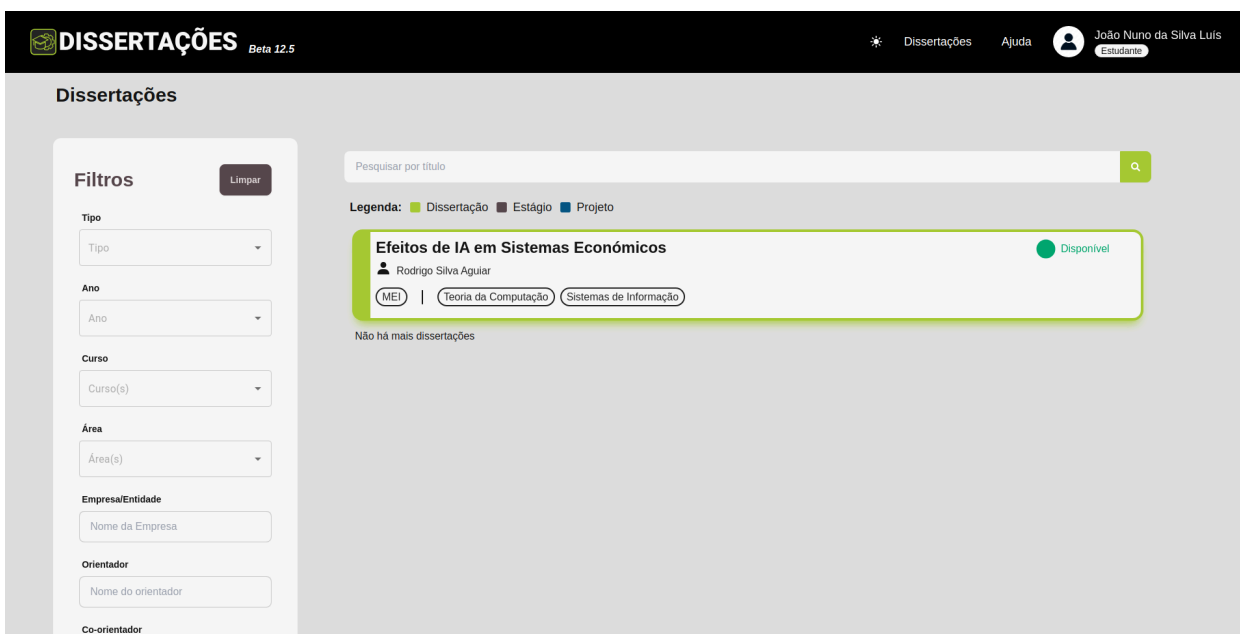 DISSERTAÇÕES Beta 12.5
Dissertações
Ajuda
João Nuno da Silva Luís
Estudante
Dissertações
Filtros
Limpar
Tipo
Tipo
Ano
Ano
Curso
Curso(s)
Área
Área(s)
Empresa/Entidade
Nome da Empresa
Orientador
Nome do orientador
Co-orientador
Pesquisar por título
Legenda: Dissertação Estágio Projeto
Efeitos de IA em Sistemas Económicos
Disponível
Rodrigo Silva Aguiar
MEI | Teoria da Computação Sistemas de Informação
Não há mais dissertações